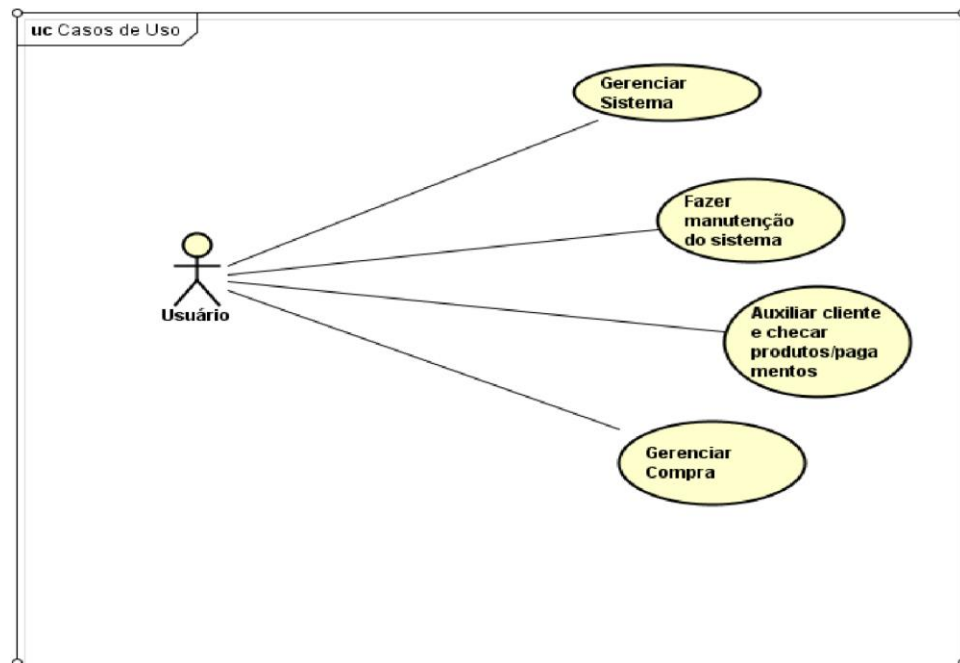 uc Casos de Uso
Gerenciar
Sistema
Fazer
manutenção
do sistema
Usuário
Auxiliar cliente
e checar
produtos/paga
mentos
Gerenciar
Compra